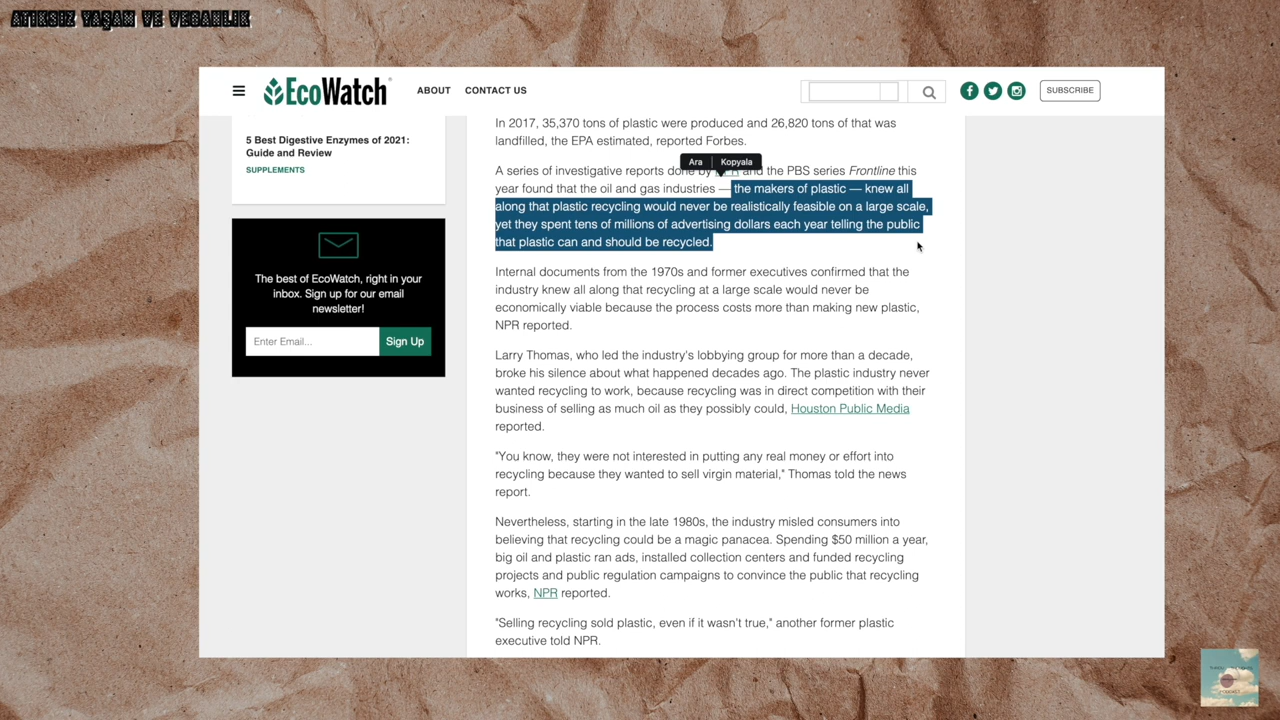 ATIKSIZ YAŞAM VE VEGANLIK
EcoWatch
ABOUT
CONTACT US
SUBSCRIBE
5 Best Digestive Enzymes of 2021:
Guide and Review
SUPPLEMENTS
The best of EcoWatch, right in your
inbox. Sign up for our email
newsletter!
Enter Email...
Sign Up
In 2017, 35,370 tons of plastic were produced and 26,820 tons of that was
landfilled, the EPA estimated, reported Forbes.
Ara
Kopyala
A series of investigative reports done by NPR and the PBS series Frontline this
year found that the oil and gas industries — the makers of plastic — knew all
along that plastic recycling would never be realistically feasible on a large scale,
yet they spent tens of millions of advertising dollars each year telling the public
that plastic can and should be recycled.
Internal documents from the 1970s and former executives confirmed that the
industry knew all along that recycling at a large scale would never be
economically viable because the process costs more than making new plastic,
NPR reported.
Larry Thomas, who led the industry's lobbying group for more than a decade,
broke his silence about what happened decades ago. The plastic industry never
wanted recycling to work, because recycling was in direct competition with their
business of selling as much oil as they possibly could, Houston Public Media
reported.
"You know, they were not interested in putting any real money or effort into
recycling because they wanted to sell virgin material," Thomas told the news
report.
Nevertheless, starting in the late 1980s, the industry misled consumers into
believing that recycling could be a magic panacea. Spending $50 million a year,
big oil and plastic ran ads, installed collection centers and funded recycling
projects and public regulation campaigns to convince the public that recycling
works, NPR reported.
"Selling recycling sold plastic, even if it wasn't true," another former plastic
executive told NPR.
PODCAST